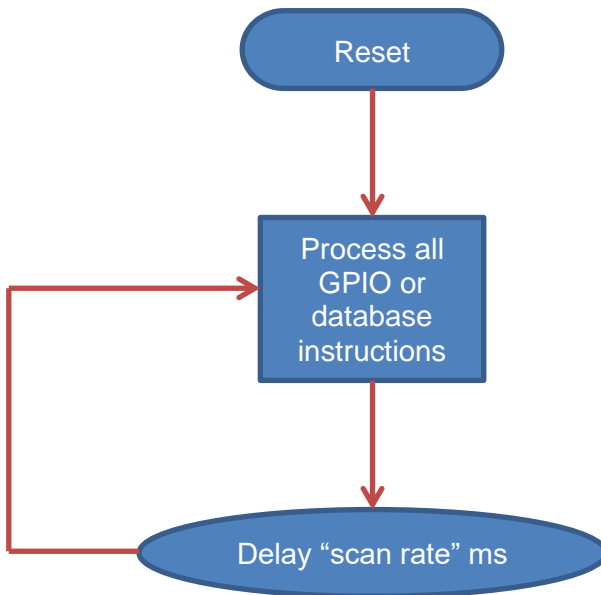 Reset
Process all
GPIO or
database
instructions
Delay “scan rate” ms